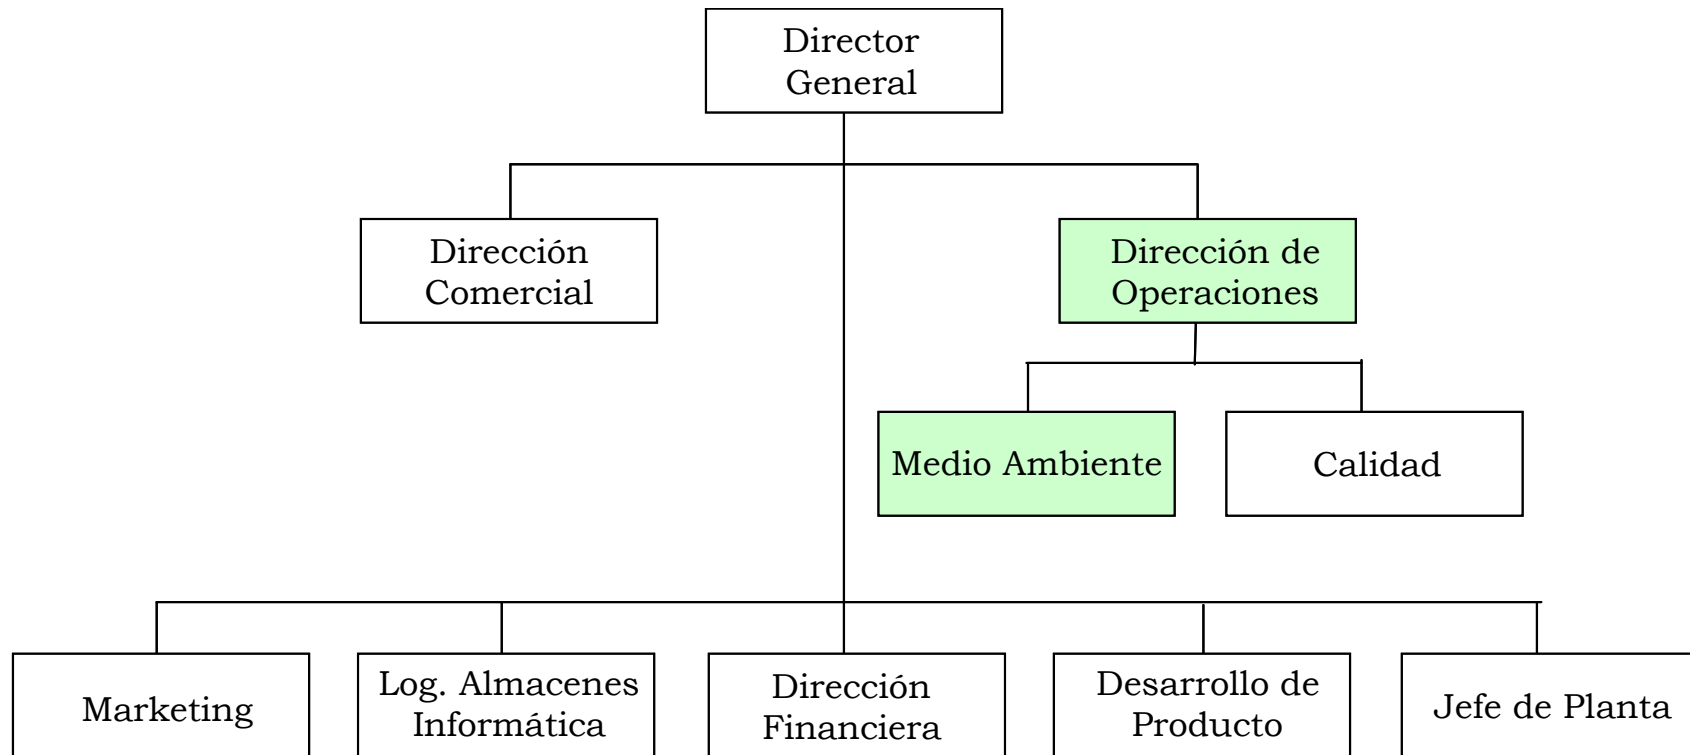 Director
General
Dirección
Comercial
Dirección de
Operaciones
Medio Ambiente
Calidad
Marketing
Log. Almacenes
Informática
Dirección
Financiera
Desarrollo de
Producto
Jefe de Planta